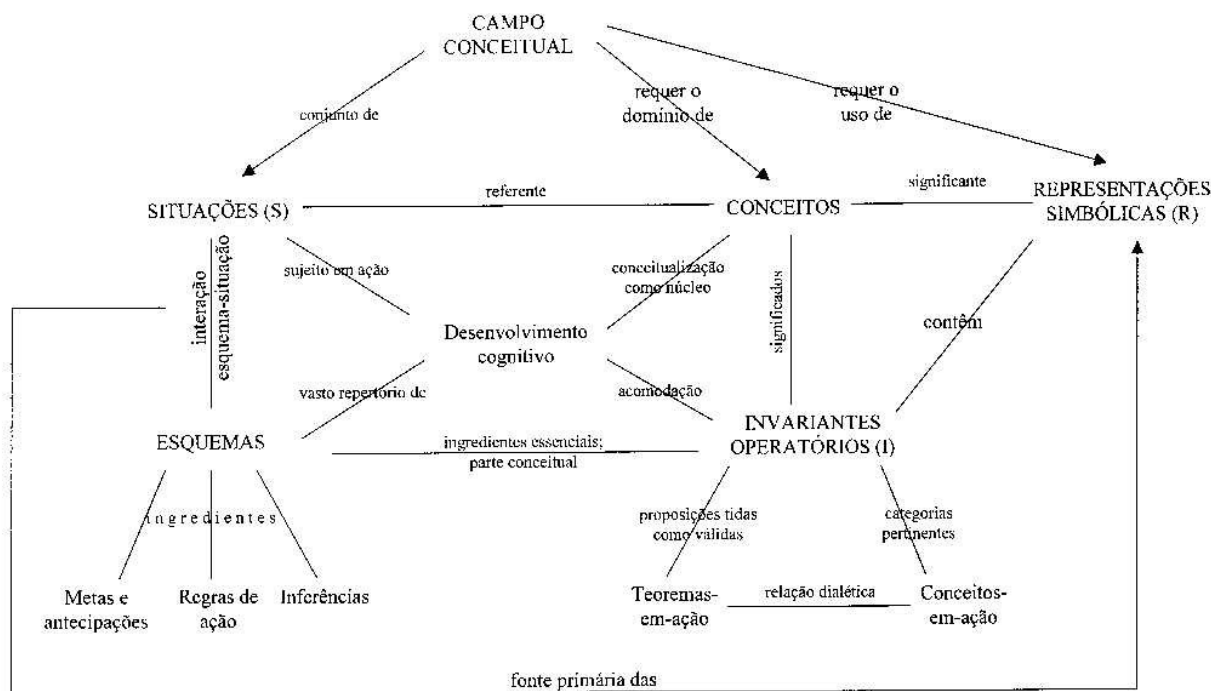 CAMPO
CONCEITUAL
conjunto de
requer o
domínio de
requer o
uso de
SITUAÇÕES (S)
referente
CONCEITOS
significante
REPRESENTAÇÕES
SIMBÓLICAS (R)
interação
esquema-situação
sujeito em ação
conceitualização
como núcleo
significados
contêm
Desenvolvimento
cognitivo
vasto repertório de
acomodação
ESQUEMAS
ingredientes essenciais;
parte conceitual
INVARIANTES
OPERATÓRIOS (I)
ingredientes
proposições tidas
como válidas
categorias
pertinentes
Metas e
antecipações
Regras de
ação
Inferências
Teoremas-
em-ação
relação dialética
Conceitos-
em-ação
fonte primária das